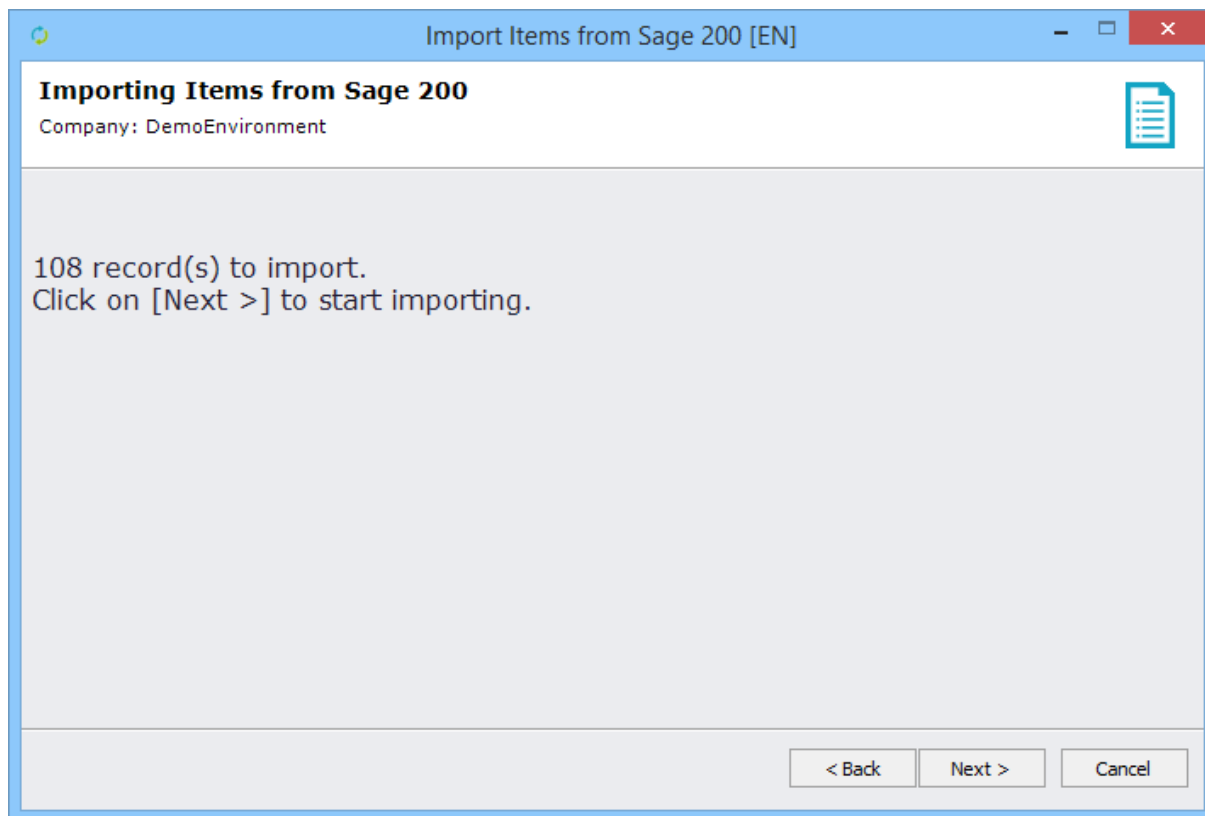 Import Items from Sage 200 [EN]
Importing Items from Sage 200
Company: DemoEnvironment
108 record(s) to import.
Click on [Next >] to start importing.
< Back
Next >
Cancel